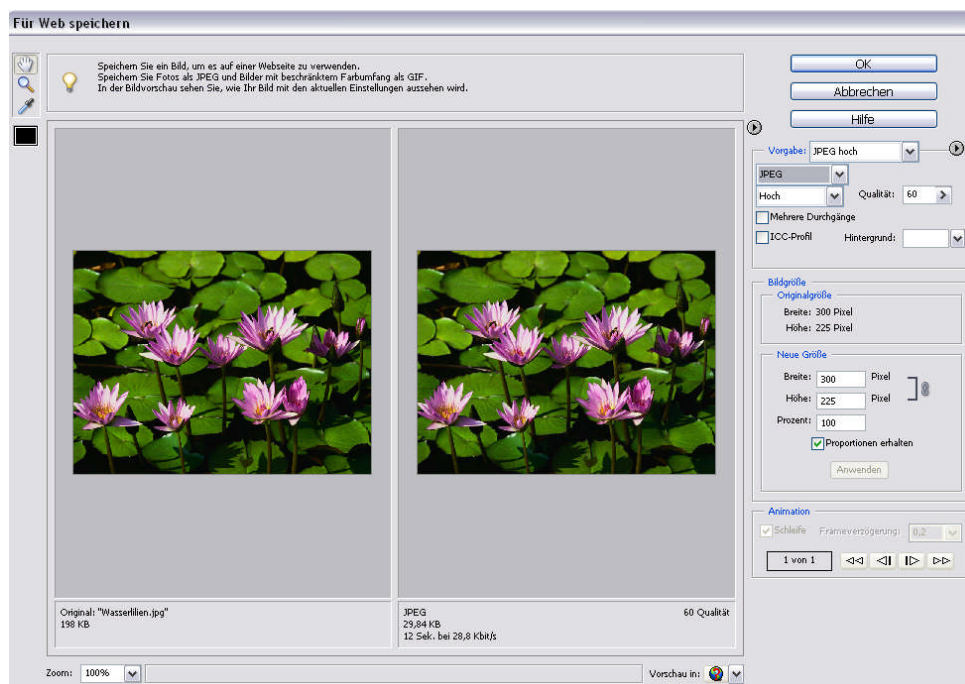 Für Web speichern
Speichern Sie ein Bild, um es auf einer Webseite zu verwenden.
Speichern Sie Fotos als JPEG und Bilder mit beschränktem Farbumfang als GIF.
In der Bildvorschau sehen Sie, wie Ihr Bild mit den aktuellen Einstellungen aussehen wird.
OK
Abbrechen
Hilfe
Vorgabe: JPEG hoch
JPEG
Hoch Qualität: 60
Mehrere Durchgänge
ICC-Profil Hintergrund:
Bildgröße
Originalgröße
Breite: 300 Pixel
Höhe: 225 Pixel
Neue Größe
Breite: 300 Pixel
Höhe: 225 Pixel
Prozent: 100
Proportionen erhalten
Anwenden
Animation
Schleife Frameverzögerung: 0,2
1 von 1
Original: "Wasserlilien.jpg"
198 KB
JPEG 60 Qualität
29,84 KB
12 Sek. bei 28,8 Kbit/s
Zoom: 100% Vorschau in: